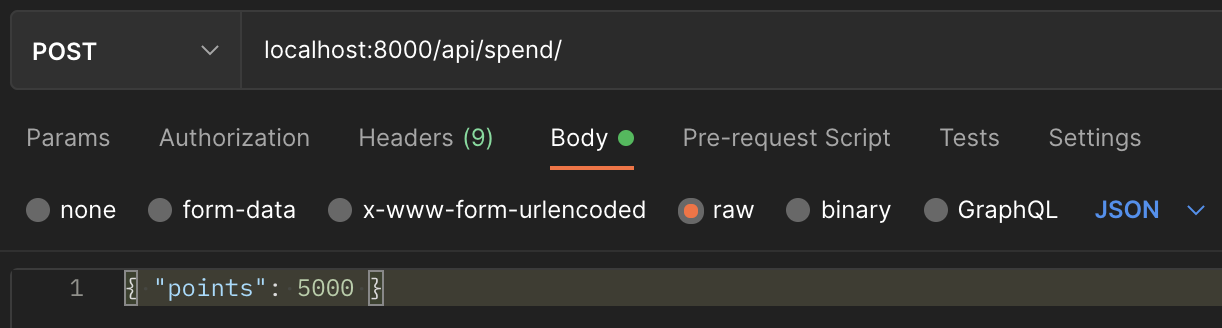 POST localhost:8000/api/spend/
Params Authorization Headers (9) Body Pre-request Script Tests Settings
none form-data x-www-form-urlencoded raw binary GraphQL JSON
1 { "points": 5000 }